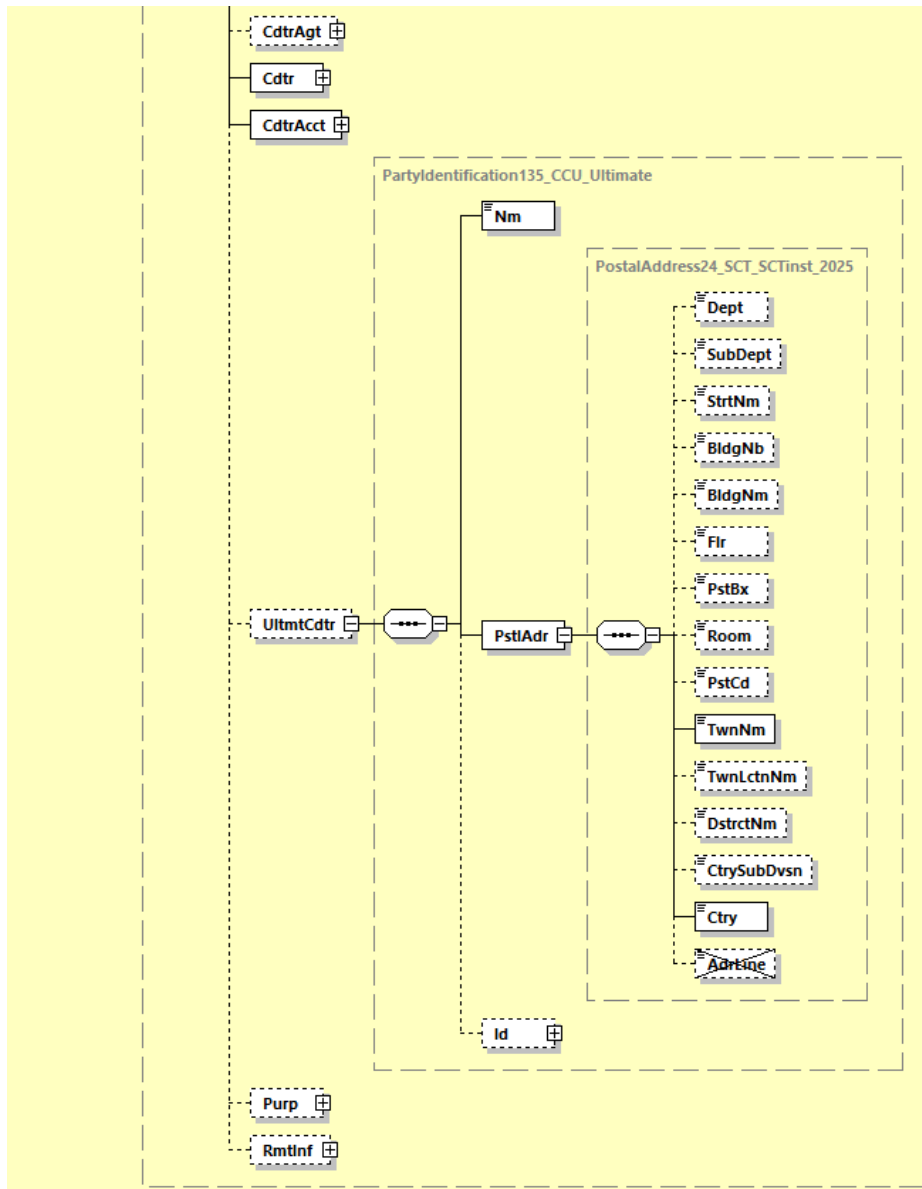 CdtrAgt
Cdtr
CdtrAcct
PartyIdentification135_CCU_Ultimate
Nm
PostalAddress24_SCT_SCTinst_2025
Dept
SubDept
StrtNm
BldgNb
BldgNm
Flr
PstBx
UltmtCdtr
PstlAdr
Room
PstCd
TwnNm
TwnLctnNm
DstrctNm
CtrySubDvsn
Ctry
AdrLine
Id
Purp
RmtInf